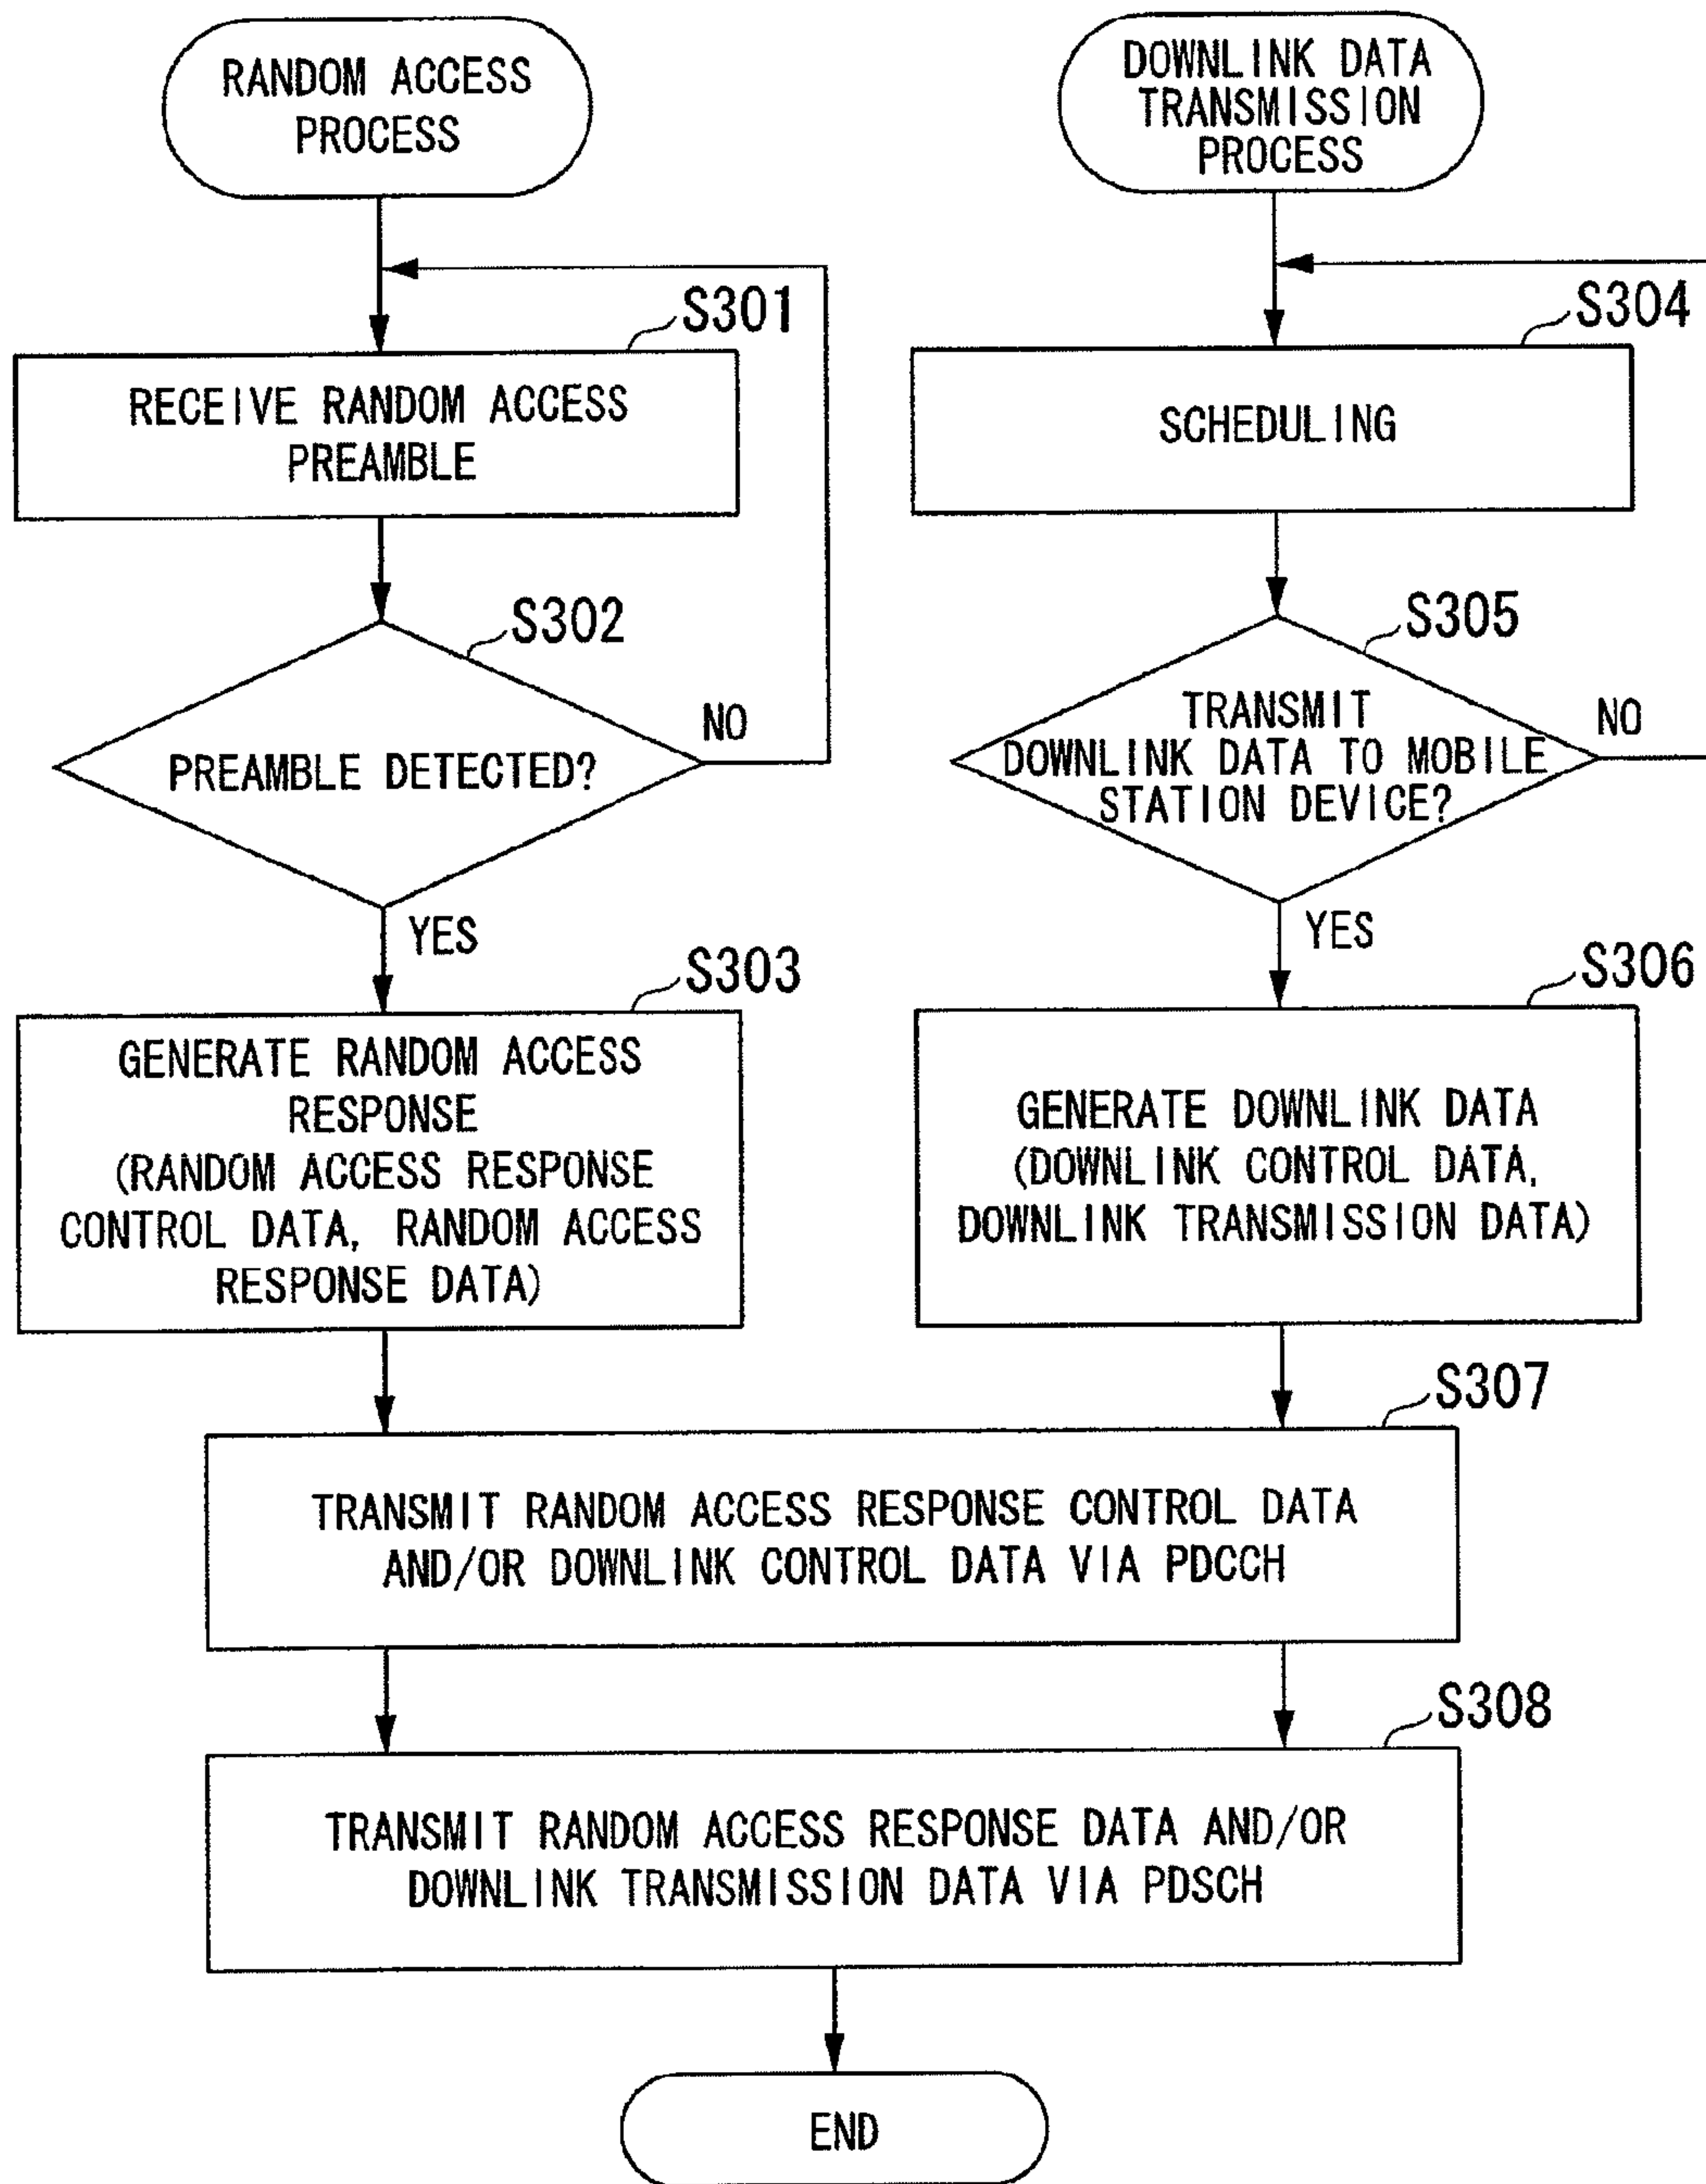 RANDOM ACCESS
PROCESS
S301
RECEIVE RANDOM ACCESS
PREAMBLE
S302
PREAMBLE DETECTED?
NO
YES
S303
GENERATE RANDOM ACCESS
RESPONSE
(RANDOM ACCESS RESPONSE
CONTROL DATA, RANDOM ACCESS
RESPONSE DATA)
DOWNLINK DATA
TRANSMISSION
PROCESS
S304
SCHEDULING
S305
TRANSMIT
DOWNLINK DATA TO MOBILE
STATION DEVICE?
NO
YES
S306
GENERATE DOWNLINK DATA
(DOWNLINK CONTROL DATA,
DOWNLINK TRANSMISSION DATA)
S307
TRANSMIT RANDOM ACCESS RESPONSE CONTROL DATA
AND/OR DOWNLINK CONTROL DATA VIA PDCCH
S308
TRANSMIT RANDOM ACCESS RESPONSE DATA AND/OR
DOWNLINK TRANSMISSION DATA VIA PDSCH
END